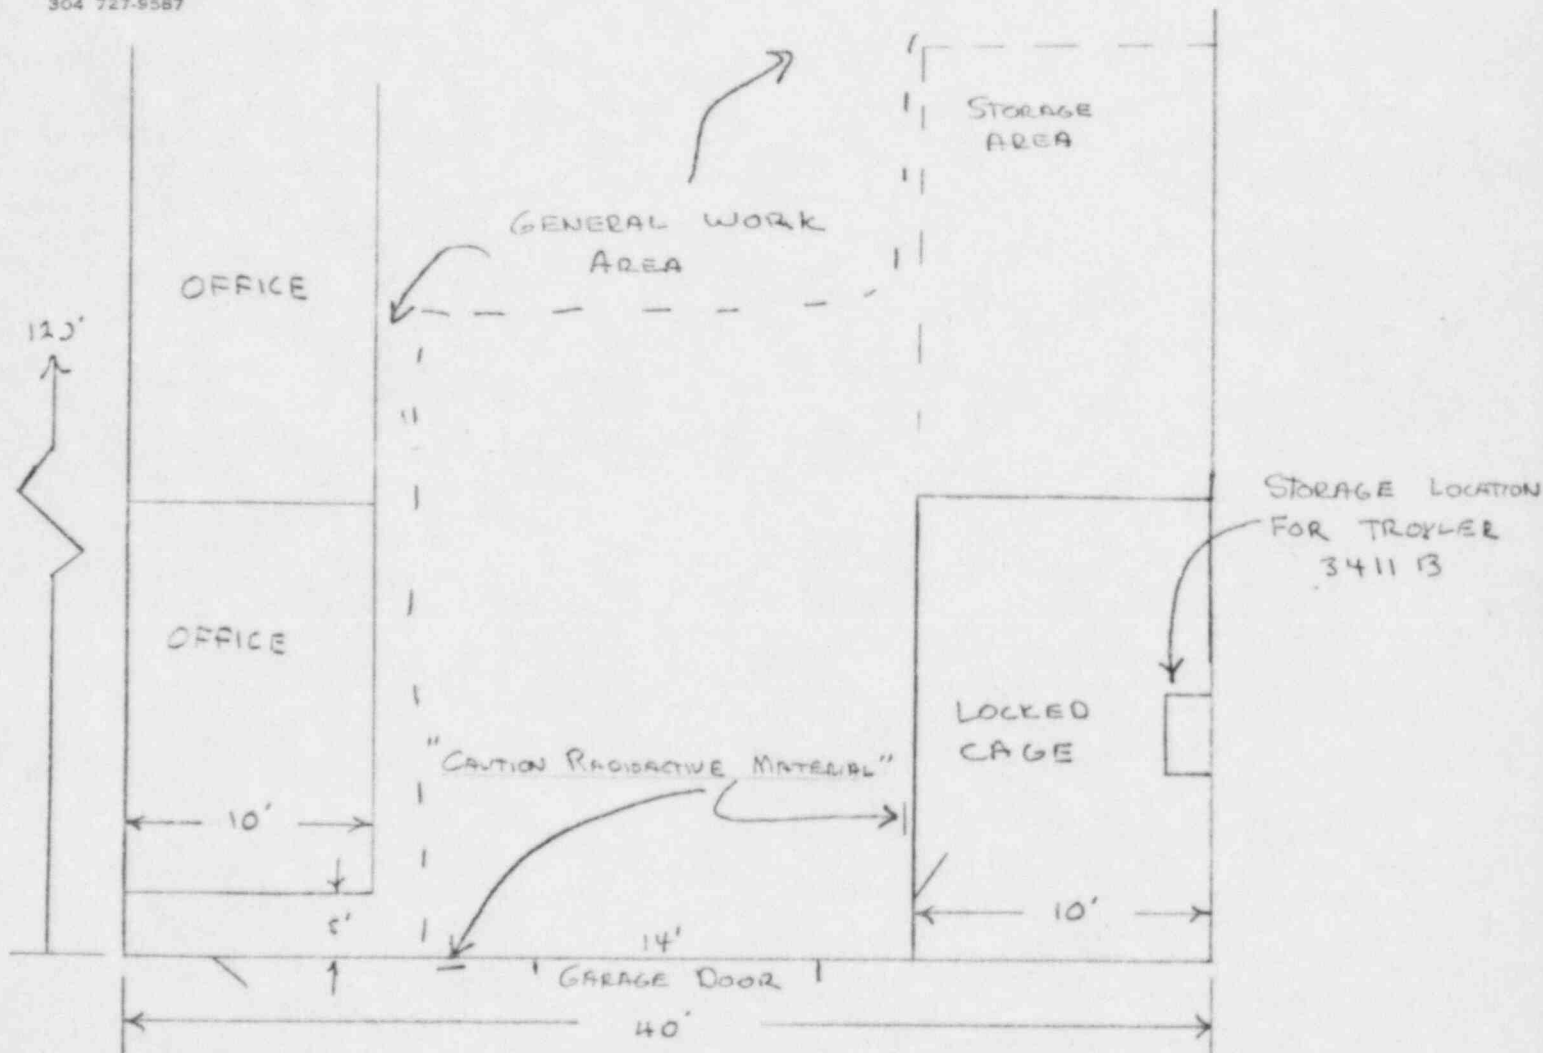 304 727-9587
STORAGE
AREA
GENERAL WORK
AREA
OFFICE
STORAGE LOCATION
FOR TROXLER
3411 B
OFFICE
LOCKED
CAGE
"CAUTION RADIOACTIVE MATERIAL"
10'
10'
5'
14'
GARAGE DOOR
40'